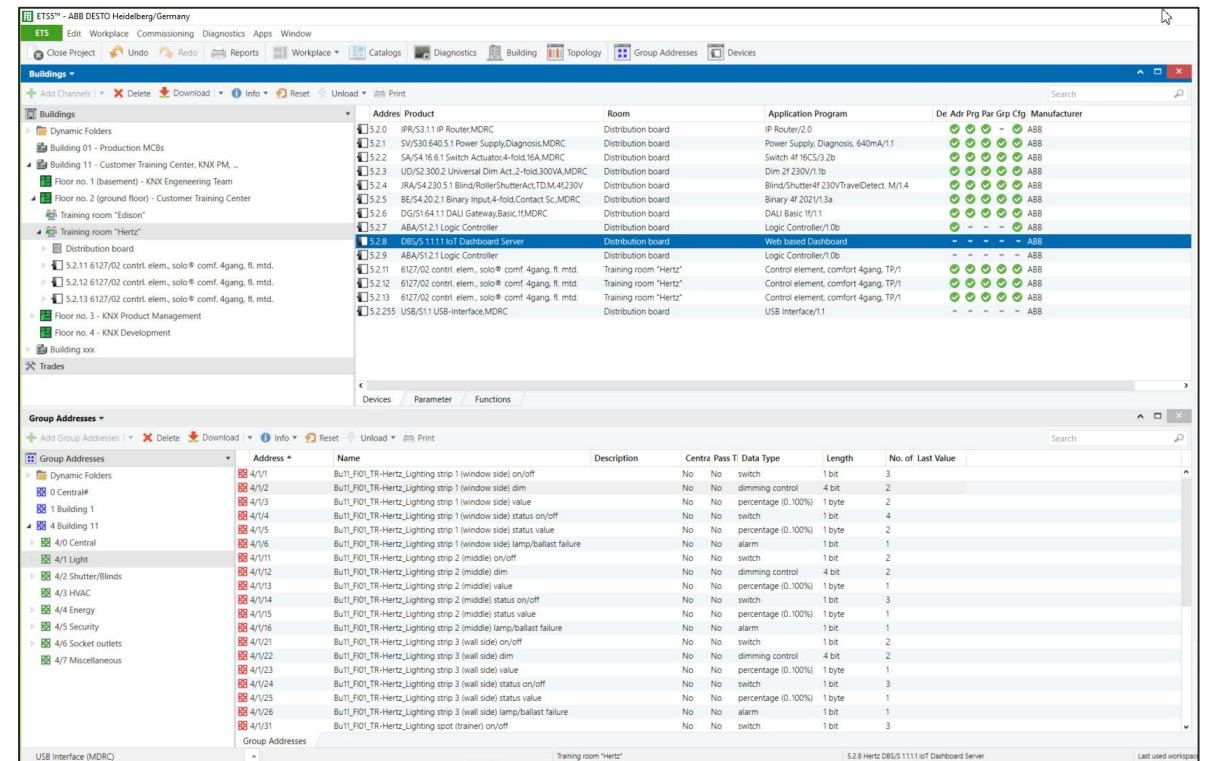 ETS5™ - ABB DESTO Heidelberg/Germany
ETS Edit Workplace Commissioning Diagnostics Apps Window
Close Project Undo Redo Reports Workplace Catalogs Diagnostics Building Topology Group Addresses Devices
Buildings
Add Channels Delete Download Info Reset Unload Print Search
Buildings
Dynamic Folders
Building 01 - Production MCBs
Building 11 - Customer Training Center, KNX PM, ...
Floor no. 1 (basement) - KNX Engeneering Team
Floor no. 2 (ground floor) - Customer Training Center
Training room "Edison"
Training room "Hertz"
Distribution board
5.2.11 6127/02 contrl. elem., solo® comf. 4gang, fl. mtd.
5.2.12 6127/02 contrl. elem., solo® comf. 4gang, fl. mtd.
5.2.13 6127/02 contrl. elem., solo® comf. 4gang, fl. mtd.
Floor no. 3 - KNX Product Management
Floor no. 4 - KNX Development
Building xxx
Trades
Addres Product Room Application Program De Adr Prg Par Grp Cfg Manufacturer
5.2.0 IPR/S3.1.1 IP Router,MDRC Distribution board IP Router/2.0 - ABB
5.2.1 SV/S30.640.5.1 Power Supply,Diagnosis,MDRC Distribution board Power Supply, Diagnosis, 640mA/1.1 ABB
5.2.2 SA/S4.16.6.1 Switch Actuator,4-fold,16A,MDRC Distribution board Switch 4f 16CS/3.2b ABB
5.2.3 UD/S2.300.2 Universal Dim Act.,2-fold,300VA,MDRC Distribution board Dim 2f 230V/1.1b ABB
5.2.4 JRA/S4.230.5.1 Blind/RollerShutterAct,TD,M,4f,230V Distribution board Blind/Shutter4f 230VTravelDetect. M/1.4 ABB
5.2.5 BE/S4.20.2.1 Binary Input,4-fold,Contact Sc.,MDRC Distribution board Binary 4f 2021/1.3a ABB
5.2.6 DG/S1.64.1.1 DALI Gateway,Basic,1f,MDRC Distribution board DALI Basic 1f/1.1 ABB
5.2.7 ABA/S1.2.1 Logic Controller Distribution board Logic Controller/1.0b - - - ABB
5.2.8 DBS/S 1.1.1.1 IoT Dashboard Server Distribution board Web based Dashboard - - - - - ABB
5.2.9 ABA/S1.2.1 Logic Controller Distribution board Logic Controller/1.0b - - - - - ABB
5.2.11 6127/02 contrl. elem., solo® comf. 4gang, fl. mtd. Training room "Hertz" Control element, comfort 4gang, TP/1 ABB
5.2.12 6127/02 contrl. elem., solo® comf. 4gang, fl. mtd. Training room "Hertz" Control element, comfort 4gang, TP/1 ABB
5.2.13 6127/02 contrl. elem., solo® comf. 4gang, fl. mtd. Training room "Hertz" Control element, comfort 4gang, TP/1 ABB
5.2.255 USB/S1.1 USB-Interface,MDRC Distribution board USB Interface/1.1 - - - - - ABB
Devices Parameter Functions
Group Addresses
Add Group Addresses Delete Download Info Reset Unload Print Search
Group Addresses
Dynamic Folders
0 Central#
1 Building 1
4 Building 11
4/0 Central
4/1 Light
4/2 Shutter/Blinds
4/3 HVAC
4/4 Energy
4/5 Security
4/6 Socket outlets
4/7 Miscellaneous
Address Name Description Centra Pass T Data Type Length No. of Last Value
4/1/1 Bu11_Fl01_TR-Hertz_Lighting strip 1 (window side) on/off No No switch 1 bit 3
4/1/2 Bu11_Fl01_TR-Hertz_Lighting strip 1 (window side) dim No No dimming control 4 bit 2
4/1/3 Bu11_Fl01_TR-Hertz_Lighting strip 1 (window side) value No No percentage (0..100%) 1 byte 2
4/1/4 Bu11_Fl01_TR-Hertz_Lighting strip 1 (window side) status on/off No No switch 1 bit 4
4/1/5 Bu11_Fl01_TR-Hertz_Lighting strip 1 (window side) status value No No percentage (0..100%) 1 byte 2
4/1/6 Bu11_Fl01_TR-Hertz_Lighting strip 1 (window side) lamp/ballast failure No No alarm 1 bit 1
4/1/11 Bu11_Fl01_TR-Hertz_Lighting strip 2 (middle) on/off No No switch 1 bit 2
4/1/12 Bu11_Fl01_TR-Hertz_Lighting strip 2 (middle) dim No No dimming control 4 bit 2
4/1/13 Bu11_Fl01_TR-Hertz_Lighting strip 2 (middle) value No No percentage (0..100%) 1 byte 1
4/1/14 Bu11_Fl01_TR-Hertz_Lighting strip 2 (middle) status on/off No No switch 1 bit 3
4/1/15 Bu11_Fl01_TR-Hertz_Lighting strip 2 (middle) status value No No percentage (0..100%) 1 byte 1
4/1/16 Bu11_Fl01_TR-Hertz_Lighting strip 2 (middle) lamp/ballast failure No No alarm 1 bit 1
4/1/21 Bu11_Fl01_TR-Hertz_Lighting strip 3 (wall side) on/off No No switch 1 bit 2
4/1/22 Bu11_Fl01_TR-Hertz_Lighting strip 3 (wall side) dim No No dimming control 4 bit 2
4/1/23 Bu11_Fl01_TR-Hertz_Lighting strip 3 (wall side) value No No percentage (0..100%) 1 byte 1
4/1/24 Bu11_Fl01_TR-Hertz_Lighting strip 3 (wall side) status on/off No No switch 1 bit 3
4/1/25 Bu11_Fl01_TR-Hertz_Lighting strip 3 (wall side) status value No No percentage (0..100%) 1 byte 1
4/1/26 Bu11_Fl01_TR-Hertz_Lighting strip 3 (wall side) lamp/ballast failure No No alarm 1 bit 1
4/1/31 Bu11_Fl01_TR-Hertz_Lighting spot (trainer) on/off No No switch 1 bit 3
Group Addresses
USB Interface (MDRC) Training room "Hertz" 5.2.8 Hertz DBS/S 1.1.1.1 IoT Dashboard Server Last used workspac